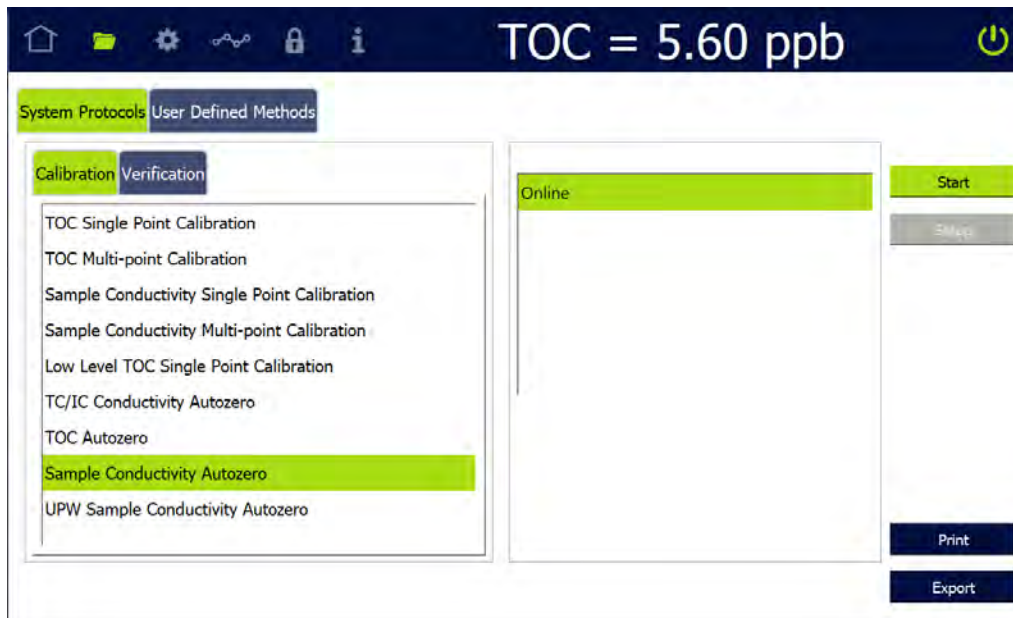 TOC = 5.60 ppb
System Protocols User Defined Methods
Calibration Verification
TOC Single Point Calibration
TOC Multi-point Calibration
Sample Conductivity Single Point Calibration
Sample Conductivity Multi-point Calibration
Low Level TOC Single Point Calibration
TC/IC Conductivity Autozero
TOC Autozero
Sample Conductivity Autozero
UPW Sample Conductivity Autozero
Online
Start
Print
Export